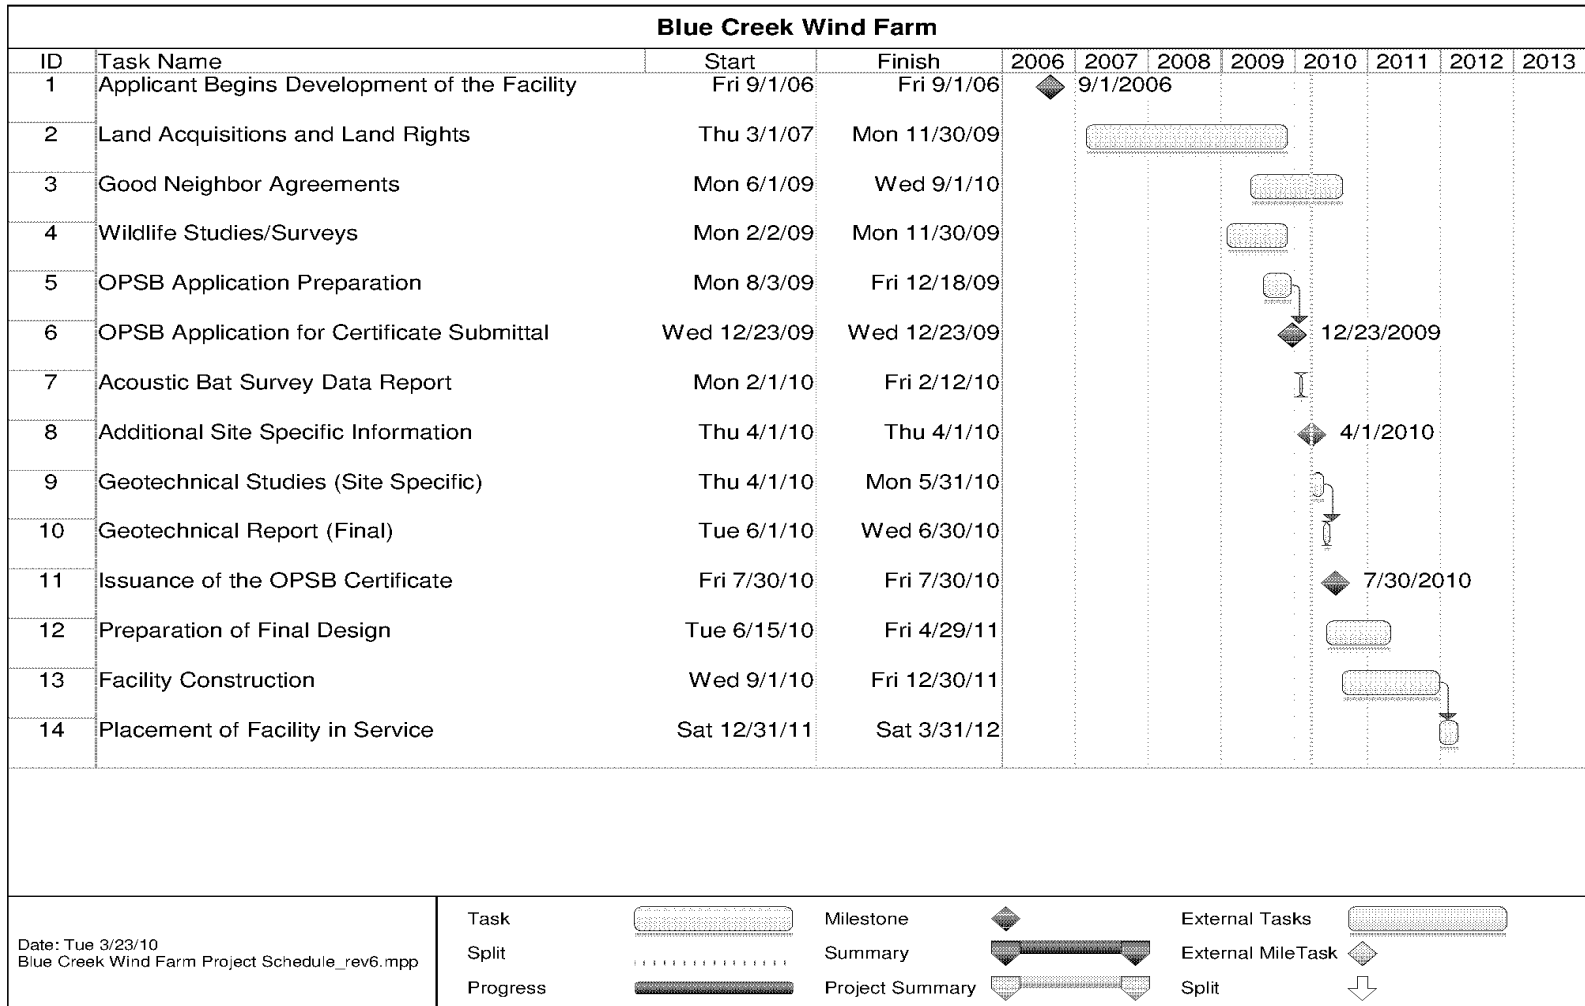 Blue Creek Wind Farm
ID Task Name Start Finish 2006 2007 2008 2009 2010 2011 2012 2013
1 Applicant Begins Development of the Facility Fri 9/1/06 Fri 9/1/06 9/1/2006
2 Land Acquisitions and Land Rights Thu 3/1/07 Mon 11/30/09
3 Good Neighbor Agreements Mon 6/1/09 Wed 9/1/10
4 Wildlife Studies/Surveys Mon 2/2/09 Mon 11/30/09
5 OPSB Application Preparation Mon 8/3/09 Fri 12/18/09
6 OPSB Application for Certificate Submittal Wed 12/23/09 Wed 12/23/09 12/23/2009
7 Acoustic Bat Survey Data Report Mon 2/1/10 Fri 2/12/10
8 Additional Site Specific Information Thu 4/1/10 Thu 4/1/10 4/1/2010
9 Geotechnical Studies (Site Specific) Thu 4/1/10 Mon 5/31/10
10 Geotechnical Report (Final) Tue 6/1/10 Wed 6/30/10
11 Issuance of the OPSB Certificate Fri 7/30/10 Fri 7/30/10 7/30/2010
12 Preparation of Final Design Tue 6/15/10 Fri 4/29/11
13 Facility Construction Wed 9/1/10 Fri 12/30/11
14 Placement of Facility in Service Sat 12/31/11 Sat 3/31/12
Date: Tue 3/23/10
Blue Creek Wind Farm Project Schedule_rev6.mpp
Task Milestone External Tasks
Split Summary External MileTask
Progress Project Summary Split